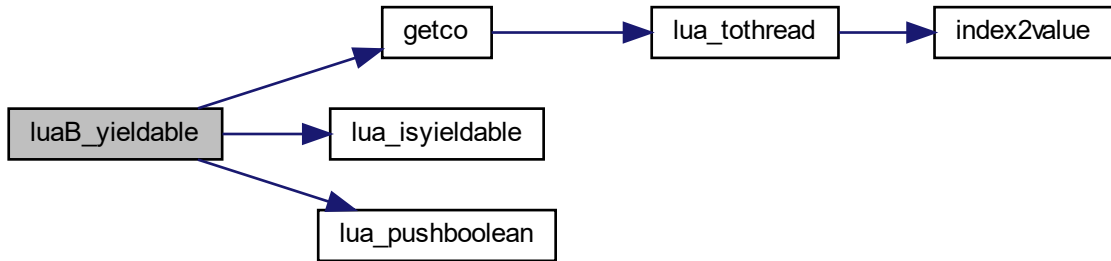 getco
lua_tothread
index2value
luaB_yieldable
lua_isyieldable
lua_pushboolean